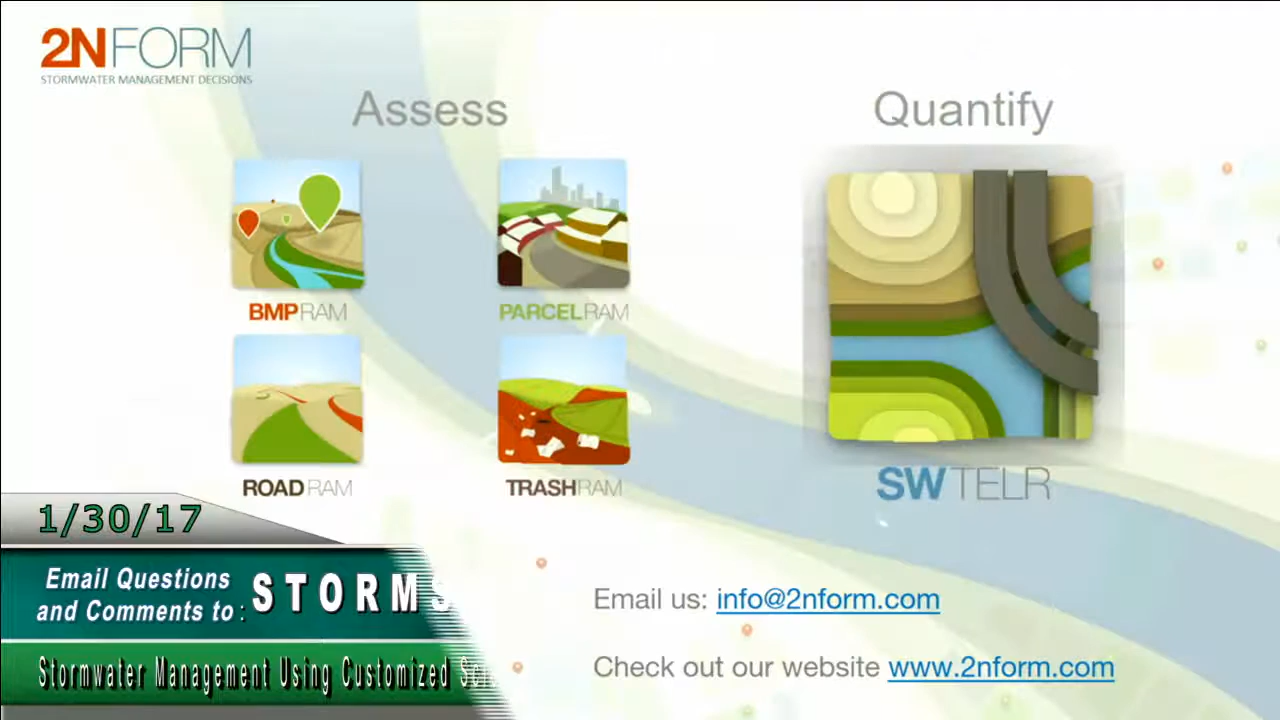 2NFORM
STORMWATER MANAGEMENT DECISIONS
Assess
Quantify
BMPRAM
PARCELRAM
ROADRAM
TRASHRAM
SWTELR
1/30/17
Email Questions
and Comments to :
STORMS
Stormwater Management Using Customized
Email us: info@2nform.com
Check out our website www.2nform.com